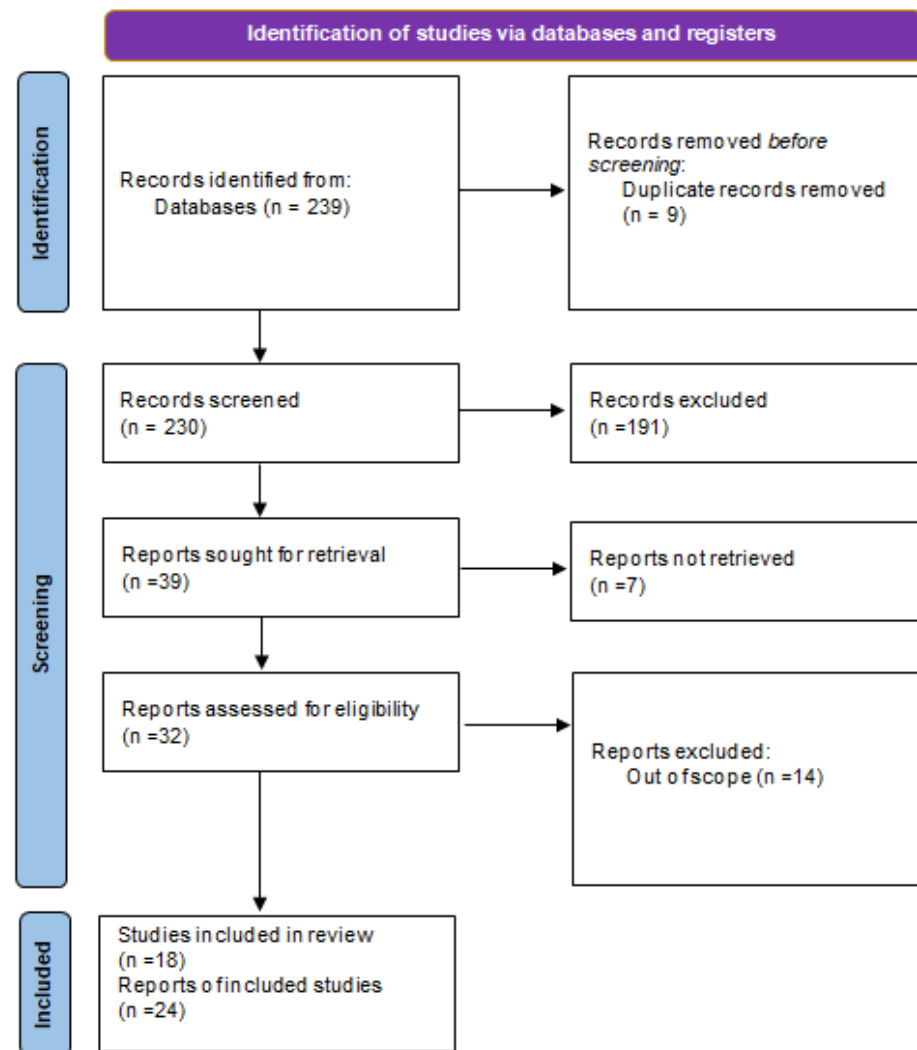 Identification of studies via databases and registers
Identification
Records identified from:
Databases (n = 239)
Records removed before
screening:
Duplicate records removed
(n = 9)
Screening
Records screened
(n = 230)
Records excluded
(n =191)
Reports sought for retrieval
(n =39)
Reports not retrieved
(n =7)
Reports assessed for eligibility
(n =32)
Reports excluded:
Out of scope (n =14)
Included
Studies included in review
(n =18)
Reports of included studies
(n =24)